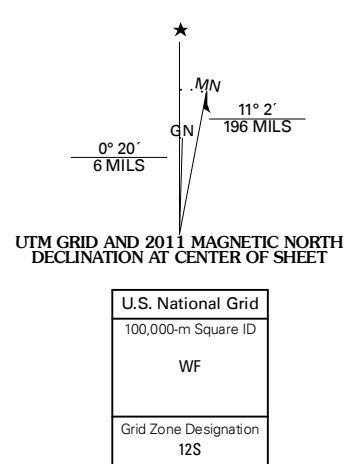 ★
MN
GN
11° 2´
196 MILS
0° 20´
6 MILS
UTM GRID AND 2011 MAGNETIC NORTH
DECLINATION AT CENTER OF SHEET
U.S. National Grid
100,000-m Square ID
WF
Grid Zone Designation
12S